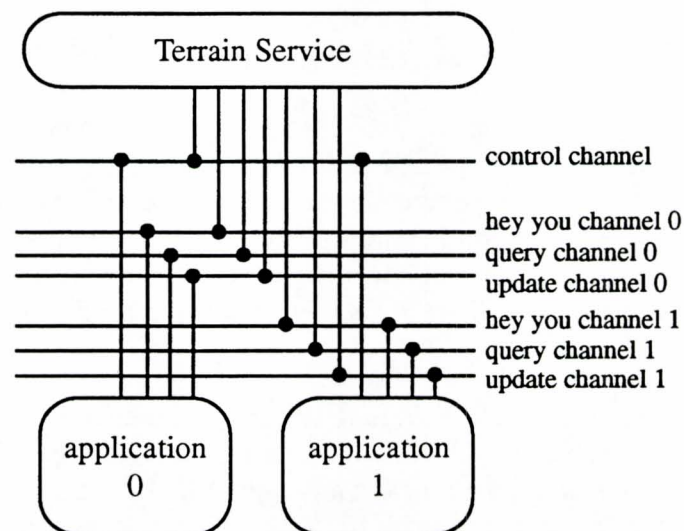 Terrain Service
control channel
hey you channel 0
query channel 0
update channel 0
hey you channel 1
query channel 1
update channel 1
application
0
application
1